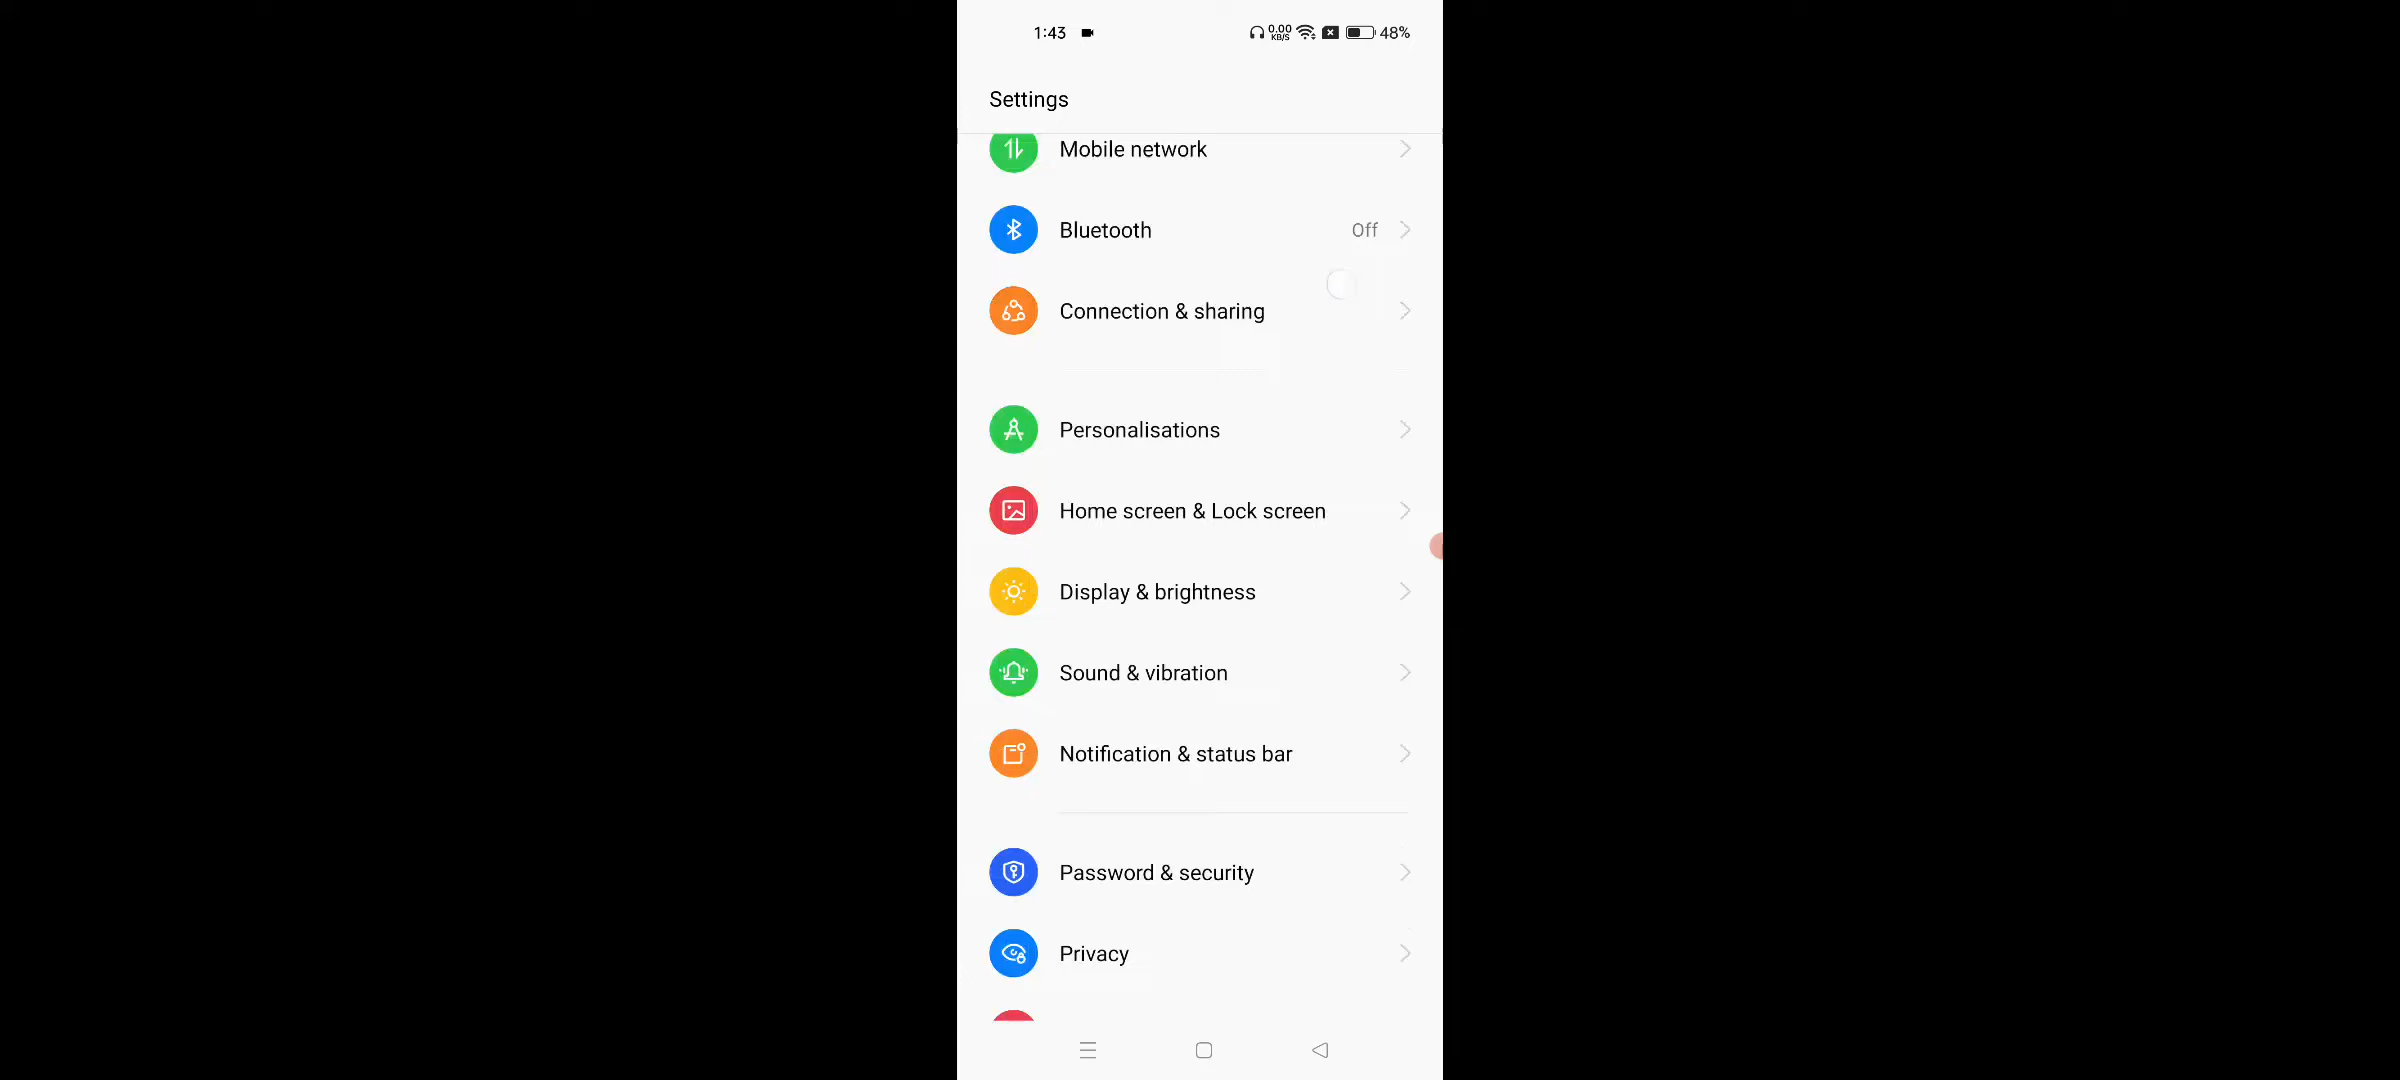 1:43 0.00 KB/S 48%
Settings
Mobile network
Bluetooth Off
Connection & sharing
Personalisations
Home screen & Lock screen
Display & brightness
Sound & vibration
Notification & status bar
Password & security
Privacy